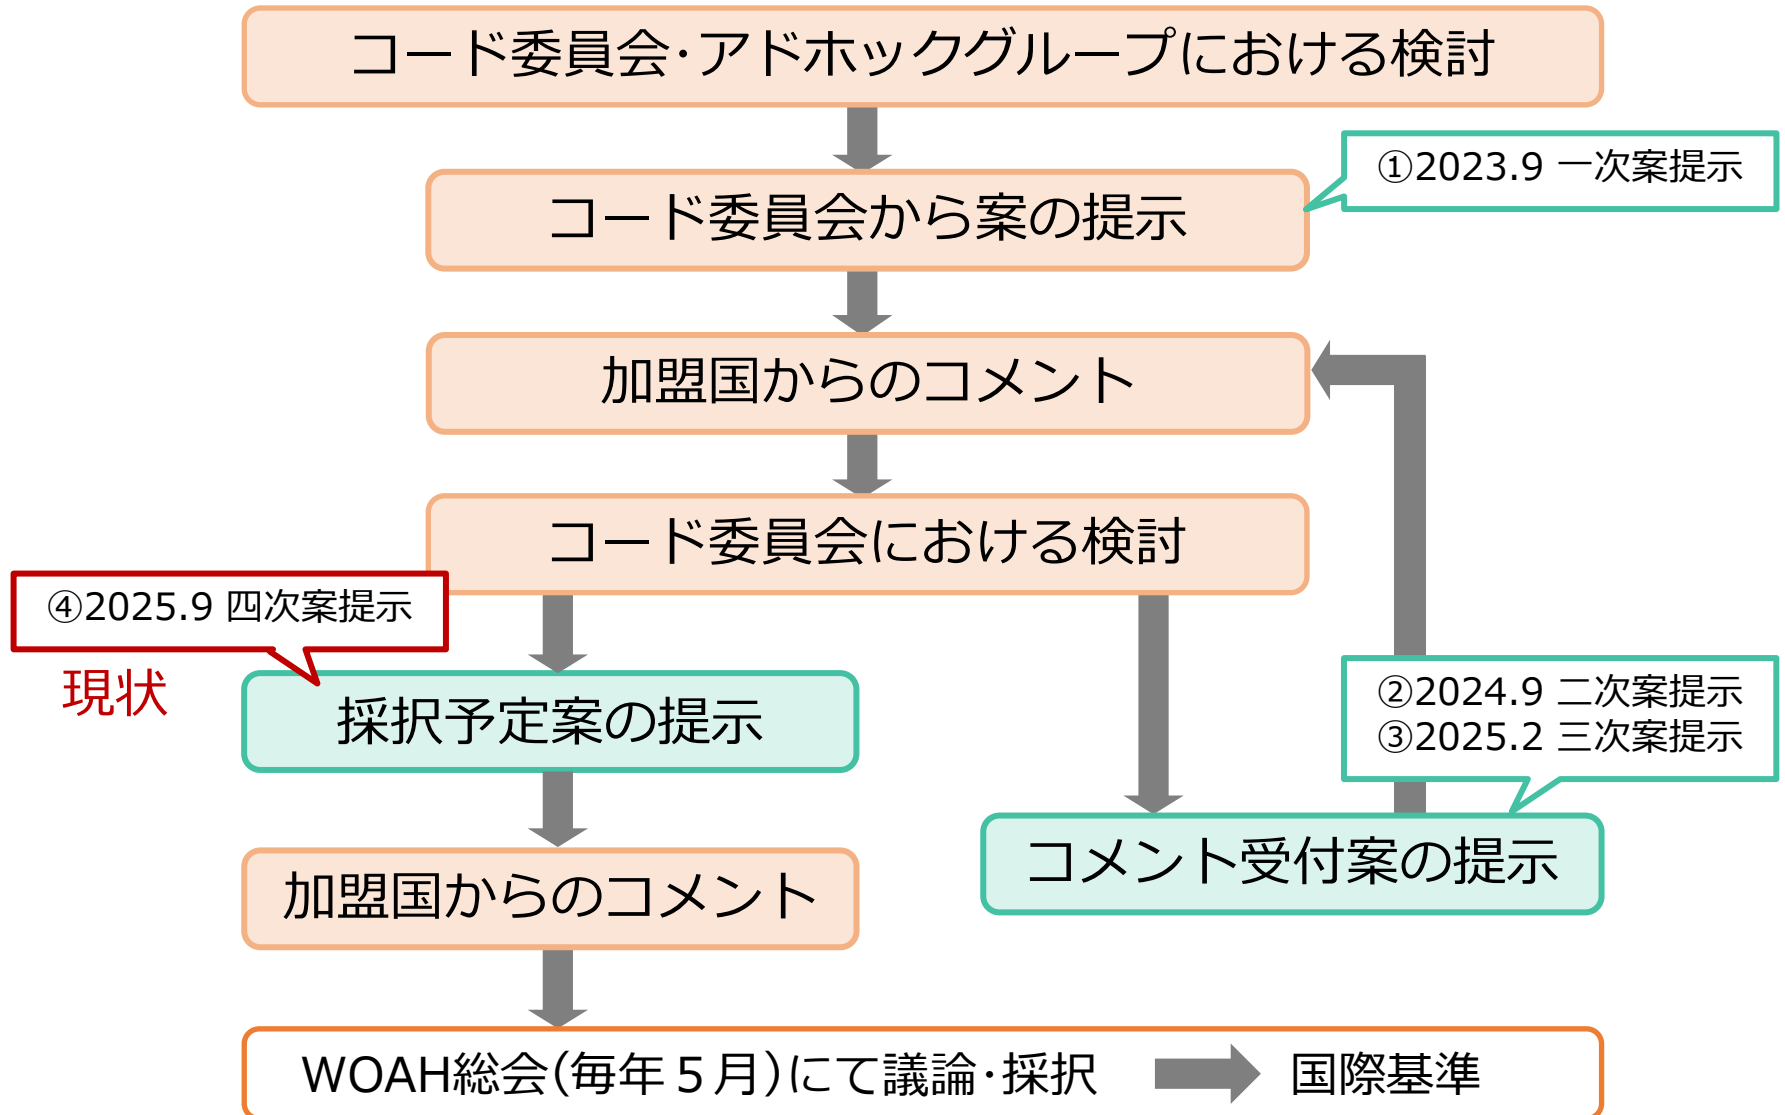 コード委員会･アドホックグループにおける検討
①2023.9 一次案提示
コード委員会から案の提示
加盟国からのコメント
コード委員会における検討
④2025.9 四次案提示
現状
採択予定案の提示
②2024.9 二次案提示
③2025.2 三次案提示
コメント受付案の提示
加盟国からのコメント
WOAH総会(毎年５月)にて議論･採択 国際基準